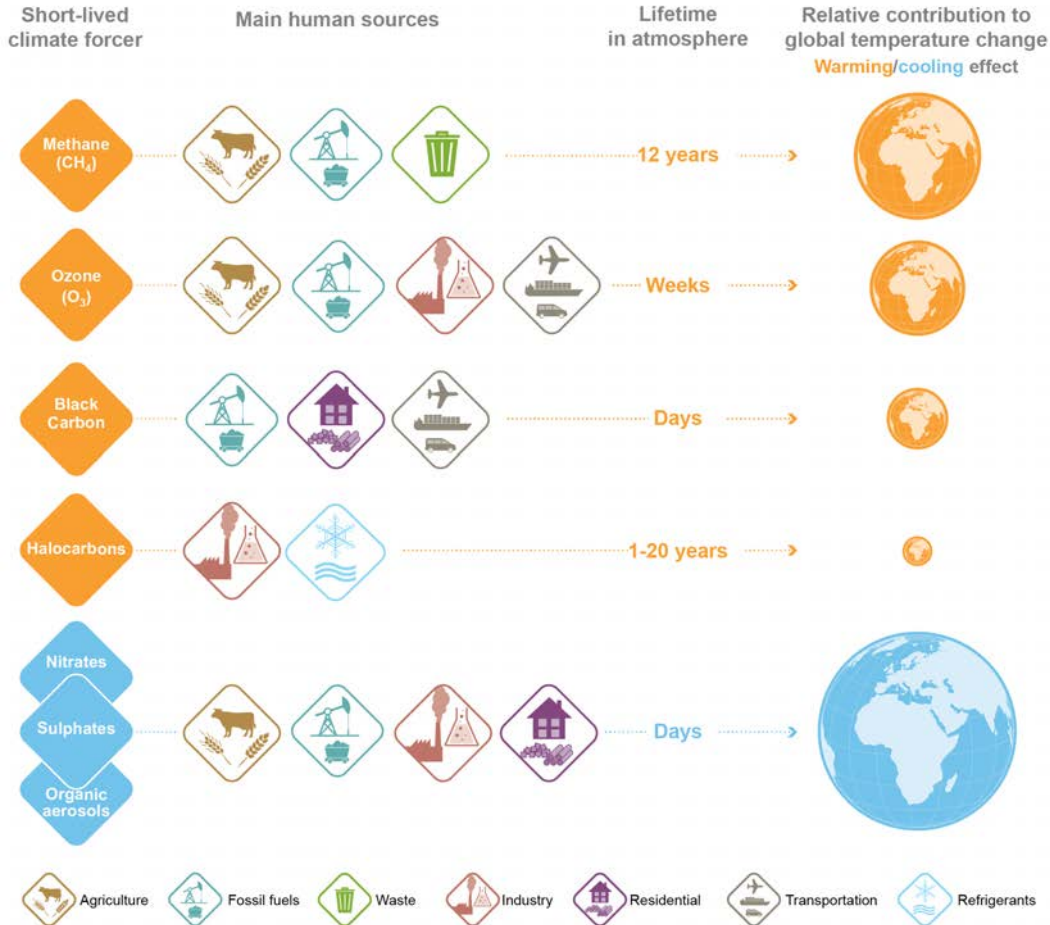 Short-lived
climate forcer
Main human sources
Lifetime
in atmosphere
Relative contribution to
global temperature change
Warming/cooling effect
Methane
(CH₄)
12 years
Ozone
(O₃)
Weeks
Black
Carbon
Days
Halocarbons
1-20 years
Nitrates
Sulphates
Organic
aerosols
Days
Agriculture
Fossil fuels
Waste
Industry
Residential
Transportation
Refrigerants